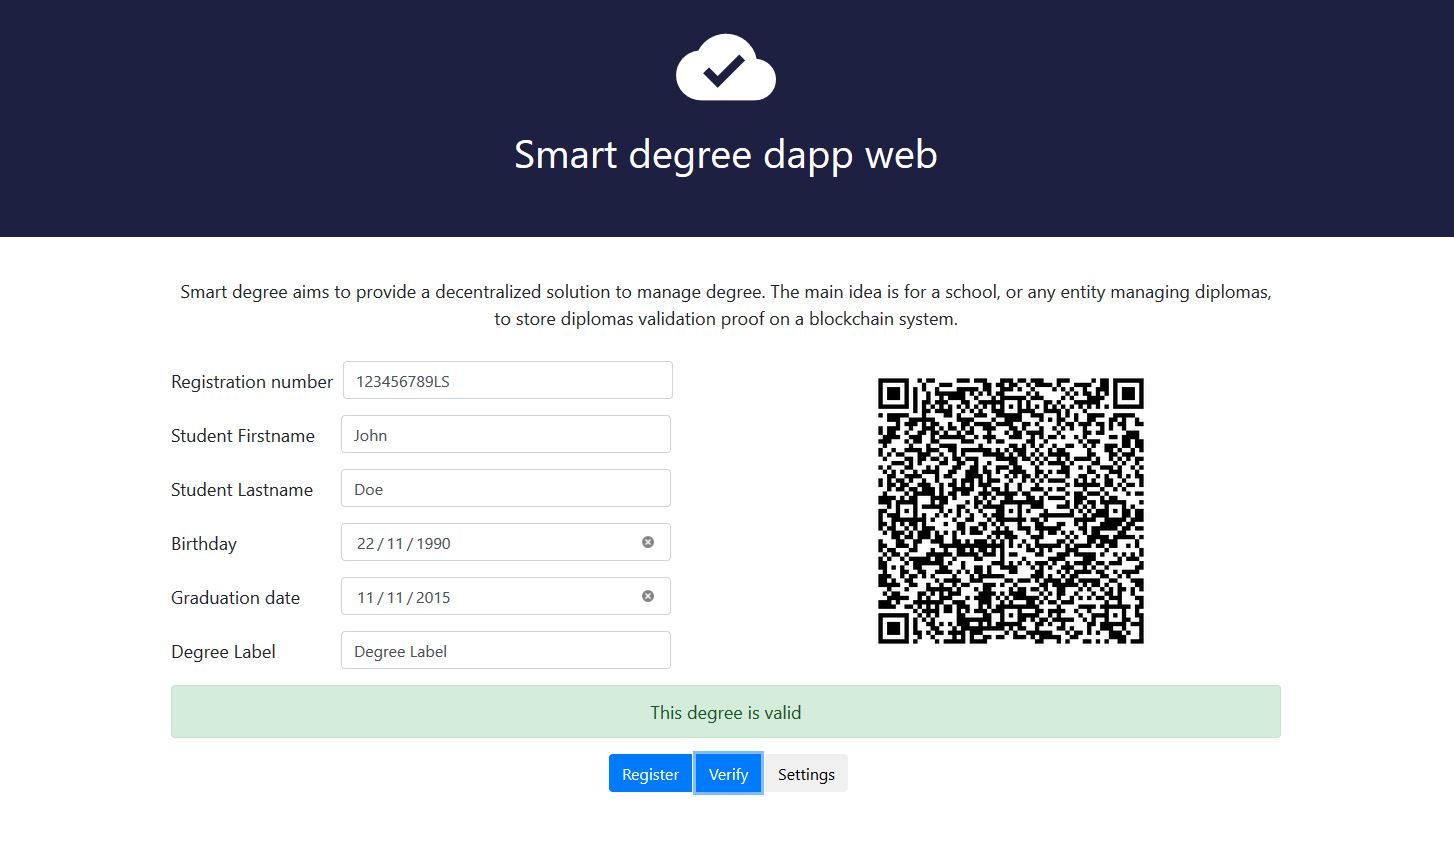 Smart degree dapp web
Smart degree aims to provide a decentralized solution to manage degree. The main idea is for a school, or any entity managing diplomas,
to store diplomas validation proof on a blockchain system.
Registration number 123456789LS
Student Firstname John
Student Lastname Doe
Birthday 22 / 11 / 1990
Graduation date 11 / 11 / 2015
Degree Label Degree Label
This degree is valid
Register Verify Settings